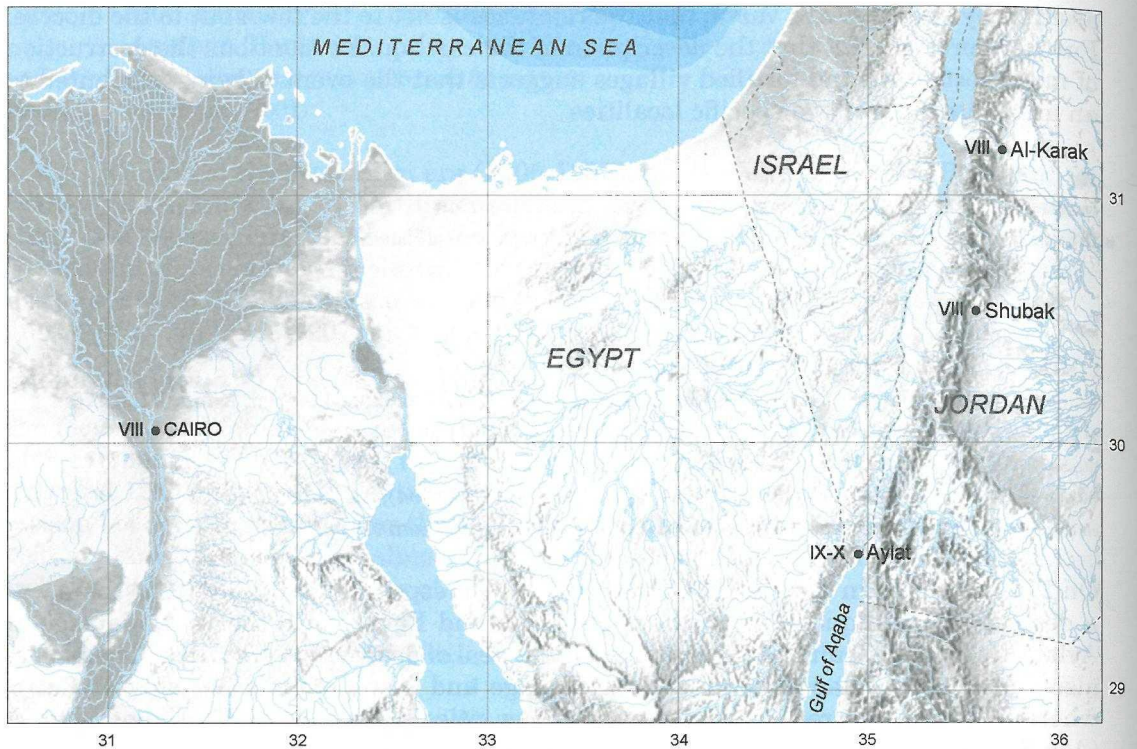 MEDITERRANEAN SEA
ISRAEL
VIII Al-Karak
31
VIII Shubak
EGYPT
JORDAN
VIII CAIRO
30
IX-X Aylat
Gulf of Aqaba
29
31 32 33 34 35 36